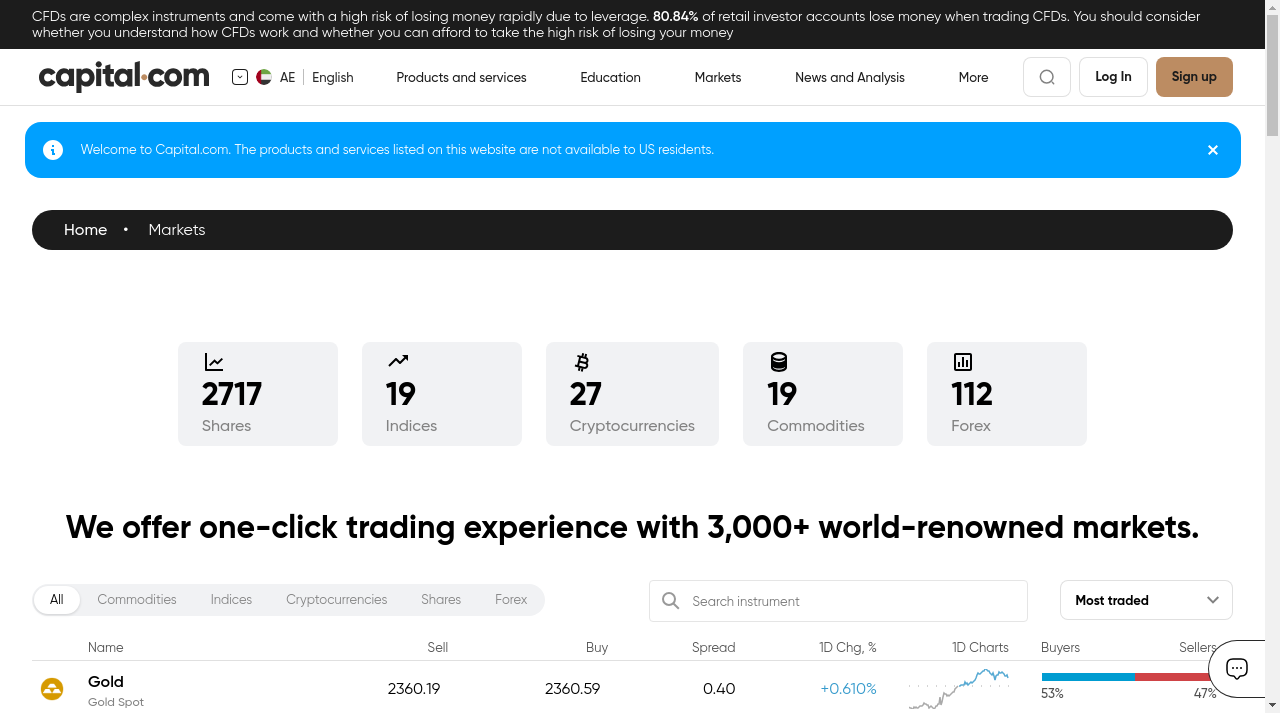 CFDs are complex instruments and come with a high risk of losing money rapidly due to leverage. 80.84% of retail investor accounts lose money when trading CFDs. You should consider
whether you understand how CFDs work and whether you can afford to take the high risk of losing your money
capital.com AE English Products and services Education Markets News and Analysis More Log In Sign up
Welcome to Capital.com. The products and services listed on this website are not available to US residents.
Home • Markets
2717 19 27 19 112
Shares Indices Cryptocurrencies Commodities Forex
We offer one-click trading experience with 3,000+ world-renowned markets.
All Commodities Indices Cryptocurrencies Shares Forex Search instrument Most traded
Name Sell Buy Spread 1D Chg, % 1D Charts Buyers Sellers
Gold 2360.19 2360.59 0.40 +0.610%
Gold Spot 53% 47%